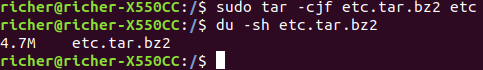 richer@richer-X550CC:/$ sudo tar -cjf etc.tar.bz2 etc
richer@richer-X550CC:/$ du -sh etc.tar.bz2
4.7M    etc.tar.bz2
richer@richer-X550CC:/$